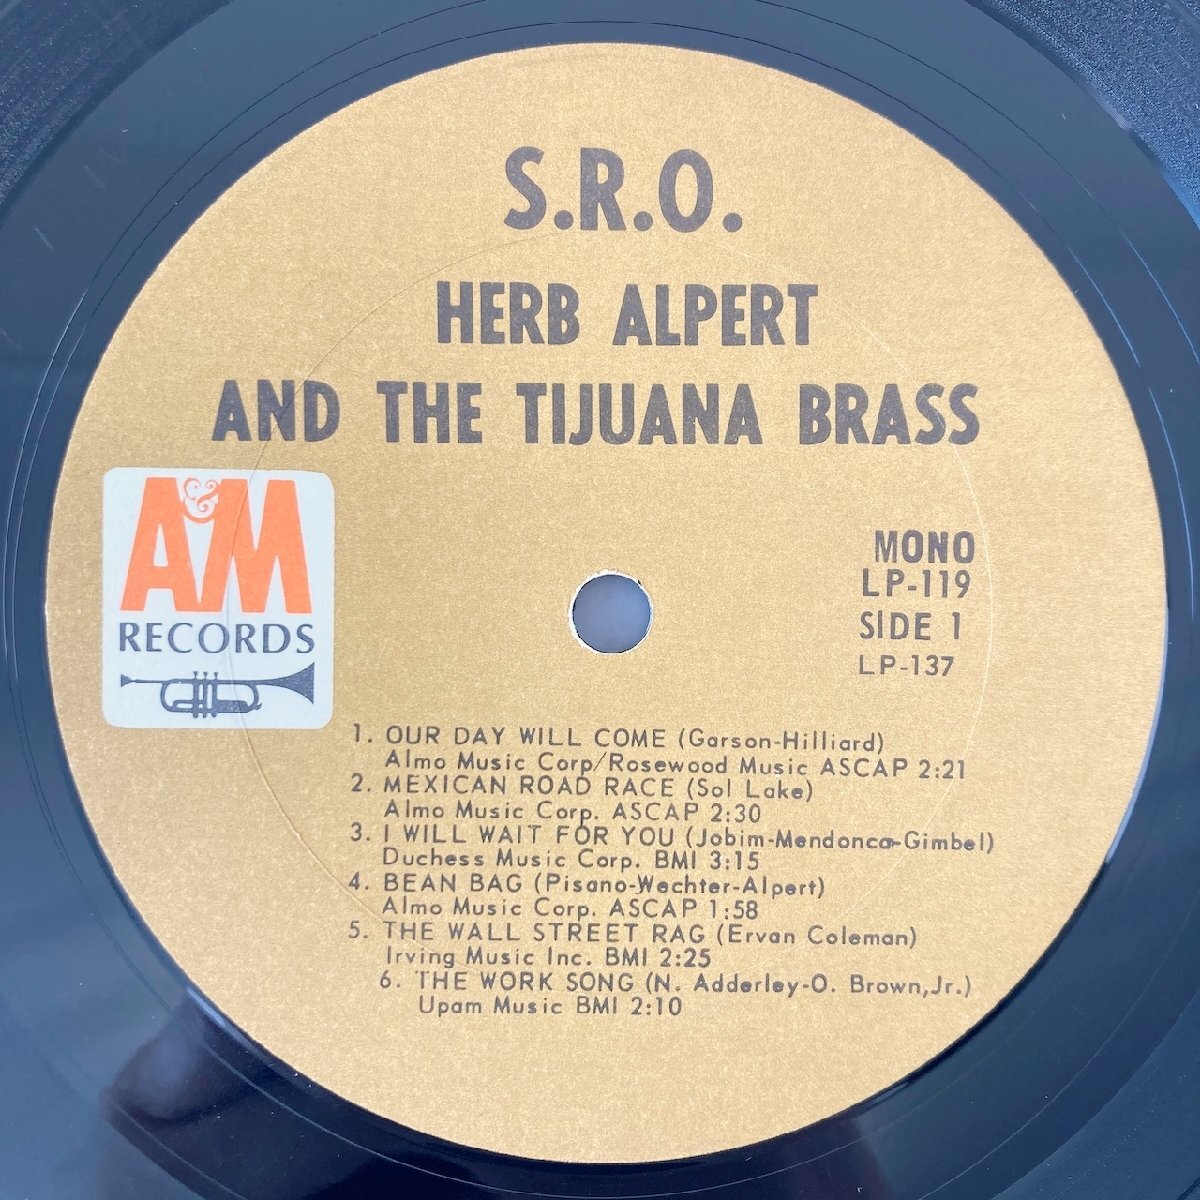 S.R.O.
HERB ALPERT
AND THE TIJUANA BRASS
A&M
RECORDS
MONO
LP-119
SIDE 1
LP-137
1. OUR DAY WILL COME (Garson-Hilliard)
Almo Music Corp/Rosewood Music ASCAP 2:21
2. MEXICAN ROAD RACE (Sol Lake)
Almo Music Corp. ASCAP 2:30
3. I WILL WAIT FOR YOU (Jobim-Mendonca-Gimbel)
Duchess Music Corp. BMI 3:15
4. BEAN BAG (Pisano-Wechter-Alpert)
Almo Music Corp. ASCAP 1:58
5. THE WALL STREET RAG (Ervan Coleman)
Irving Music Inc. BMI 2:25
6. THE WORK SONG (N. Adderley-O. Brown,Jr.)
Upam Music BMI 2:10